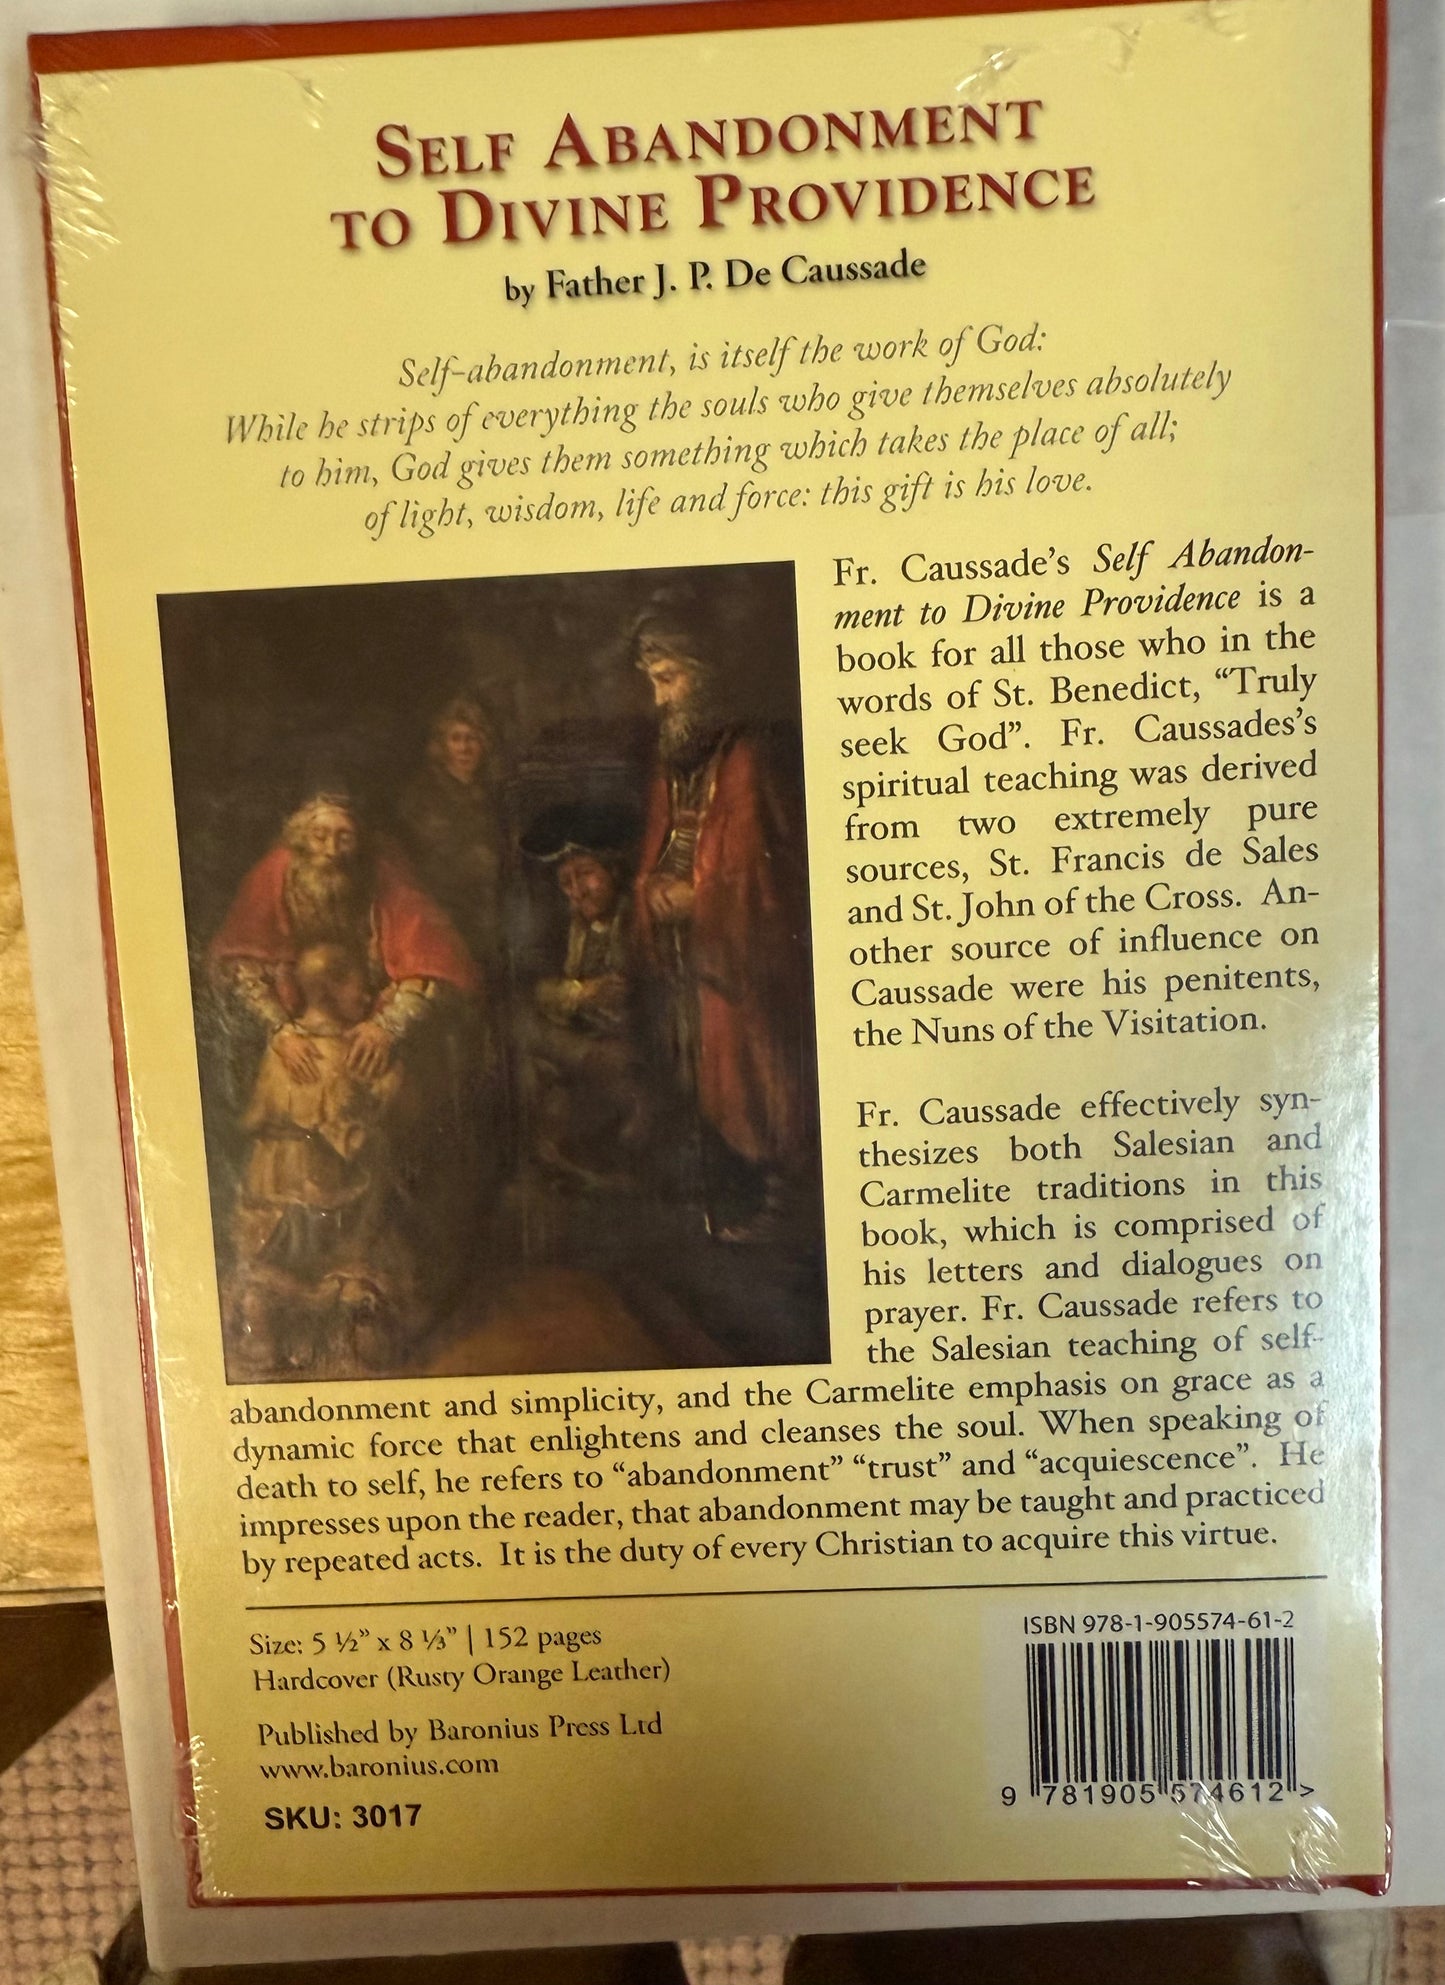 SELF ABANDONMENT
TO DIVINE PROVIDENCE
by Father J. P. De Caussade
Self-abandonment, is itself the work of God:
While he strips of everything the souls who give themselves absolutely
to him, God gives them something which takes the place of all;
of light, wisdom, life and force: this gift is his love.
Fr. Caussade's Self Abandon-
ment to Divine Providence is a
book for all those who in the
words of St. Benedict, “Truly
seek God”. Fr. Caussades's
spiritual teaching was derived
from two extremely pure
sources, St. Francis de Sales
and St. John of the Cross. An-
other source of influence on
Caussade were his penitents,
the Nuns of the Visitation.
Fr. Caussade effectively syn-
thesizes both Salesian and
Carmelite traditions in this
book, which is comprised of
his letters and dialogues on
prayer. Fr. Caussade refers to
the Salesian teaching of self-
abandonment and simplicity, and the Carmelite emphasis on grace as a
dynamic force that enlightens and cleanses the soul. When speaking of
death to self, he refers to “abandonment” “trust” and “acquiescence”. He
impresses upon the reader, that abandonment may be taught and practiced
by repeated acts. It is the duty of every Christian to acquire this virtue.
Size: 5 ½” x 8 ⅓” | 152 pages
Hardcover (Rusty Orange Leather)
Published by Baronius Press Ltd
www.baronius.com
SKU: 3017
ISBN 978-1-905574-61-2
9 781905 574612 >